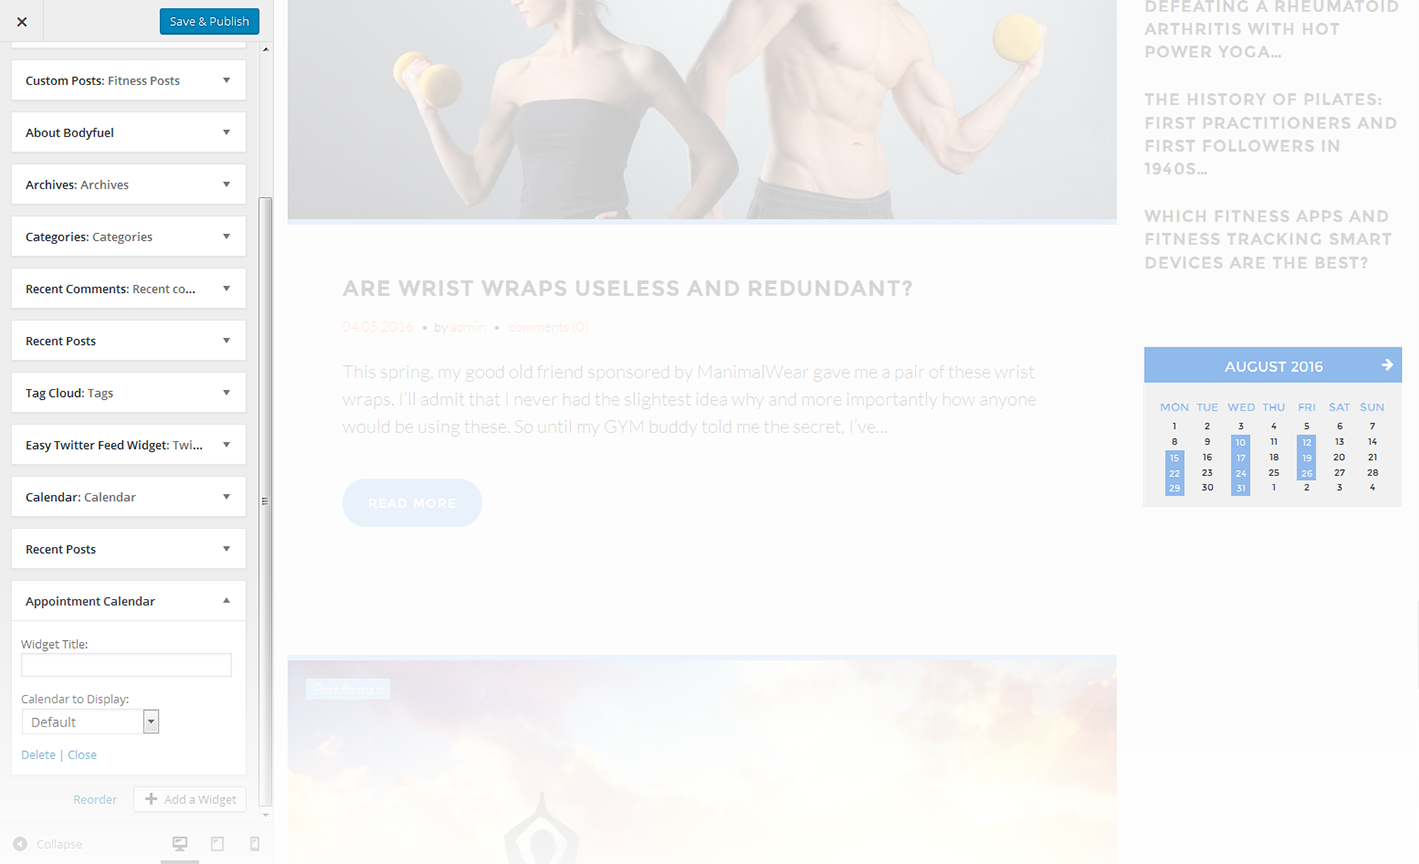 Save & Publish
Custom Posts: Fitness Posts
About Bodyfuel
Archives: Archives
Categories: Categories
Recent Comments: Recent co...
Recent Posts
Tag Cloud: Tags
Easy Twitter Feed Widget: Twi...
Calendar: Calendar
Recent Posts
Appointment Calendar
Widget Title:
Calendar to Display:
Default
Delete | Close
Reorder
Add a Widget
Collapse
ARE WRIST WRAPS USELESS AND REDUNDANT?
04.05.2016 • by admin • comments (0)
This spring, my good old friend sponsored by ManimalWear gave me a pair of these wrist
wraps. I'll admit that I never had the slightest idea why and more importantly how anyone
would be using these. So until my GYM buddy told me the secret, I've...
READ MORE
Post formats
DEFEATING A RHEUMATOID
ARTHRITIS WITH HOT
POWER YOGA...
THE HISTORY OF PILATES:
FIRST PRACTITIONERS AND
FIRST FOLLOWERS IN
1940S...
WHICH FITNESS APPS AND
FITNESS TRACKING SMART
DEVICES ARE THE BEST?
AUGUST 2016
MON TUE WED THU FRI SAT SUN
1 2 3 4 5 6 7
8 9 10 11 12 13 14
15 16 17 18 19 20 21
22 23 24 25 26 27 28
29 30 31 1 2 3 4